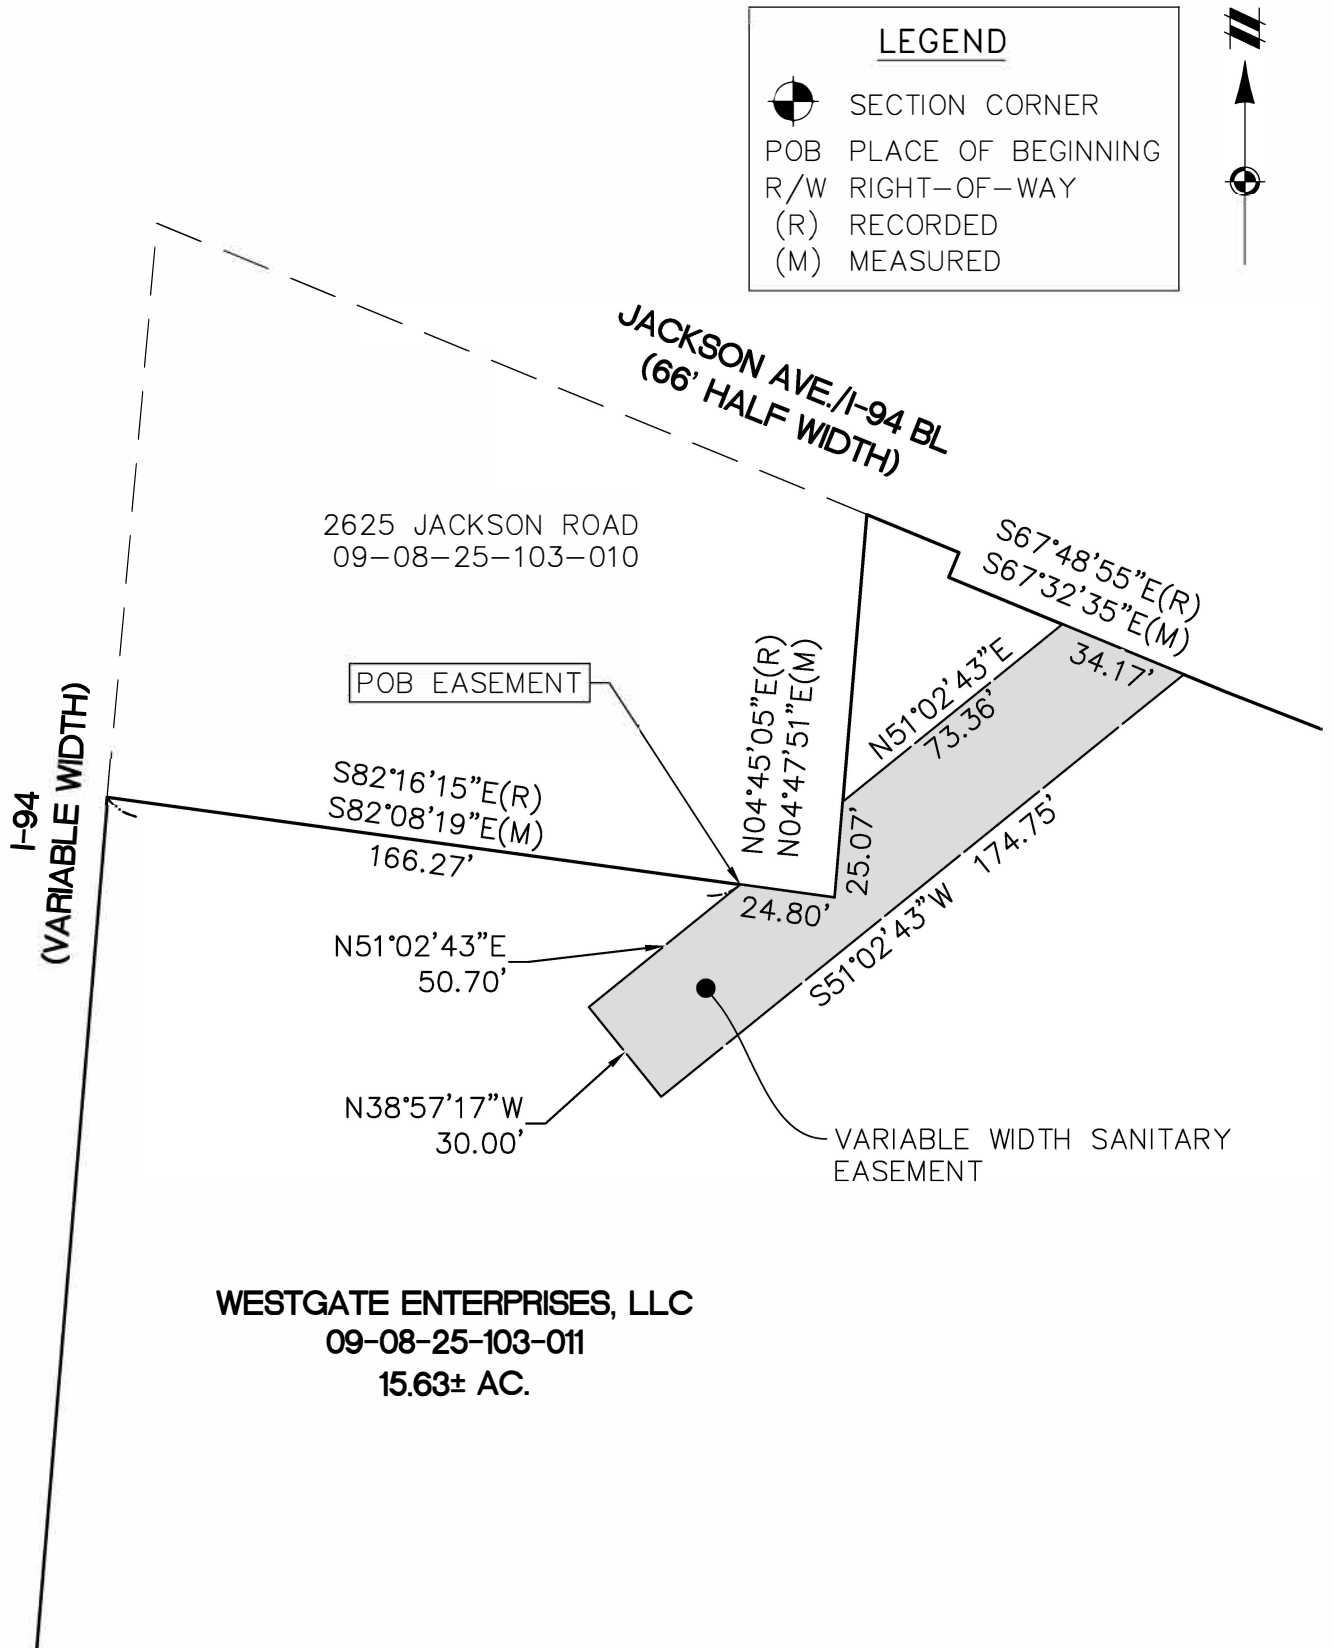 LEGEND
SECTION CORNER
POB PLACE OF BEGINNING
R/W RIGHT-OF-WAY
(R) RECORDED
(M) MEASURED
JACKSON AVE./I-94 BL
(66' HALF WIDTH)
2625 JACKSON ROAD
09-08-25-103-010
S67°48'55"E(R)
S67°32'35"E(M)
34.17'
POB EASEMENT
N04°45'05"E(R)
N04°47'51"E(M)
25.07'
N51°02'43"E
73.36'
I-94
(VARIABLE WIDTH)
S82°16'15"E(R)
S82°08'19"E(M)
166.27'
24.80'
S51°02'43"W 174.75'
N51°02'43"E
50.70'
N38°57'17"W
30.00'
VARIABLE WIDTH SANITARY
EASEMENT
WESTGATE ENTERPRISES, LLC
09-08-25-103-011
15.63± AC.